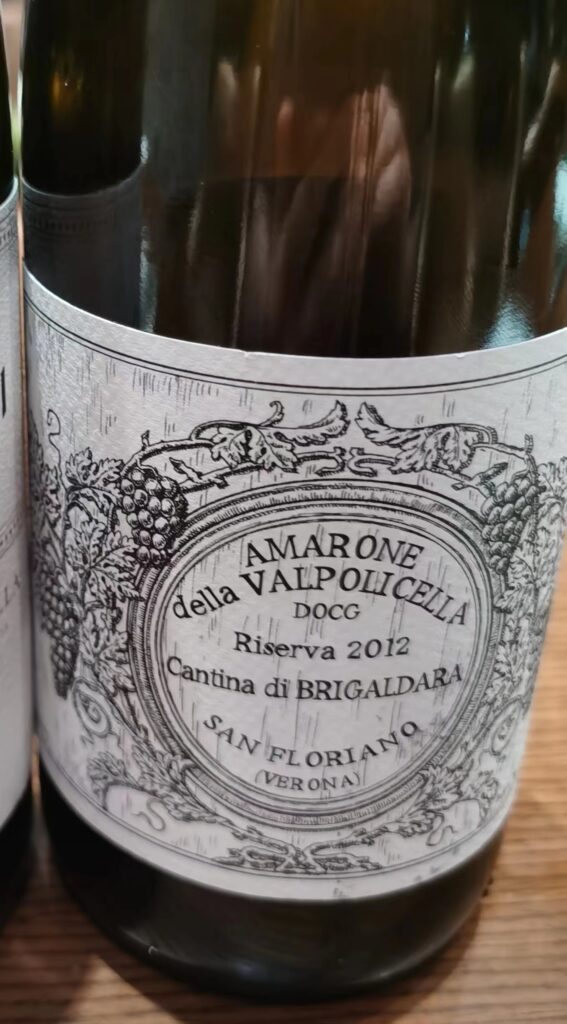 AMARONE
della VALPOLICELLA
DOCG
Riserva 2012
Cantina di BRIGALDARA
SAN FLORIANO
(VERONA)